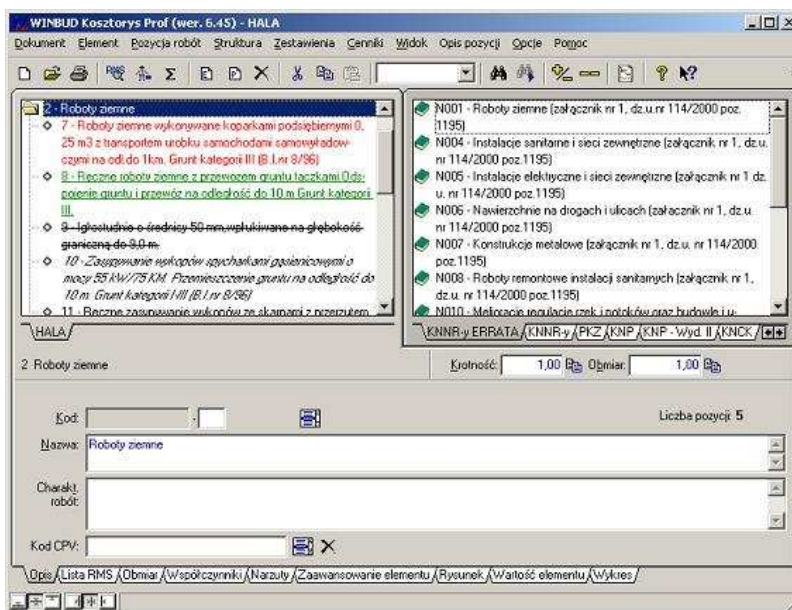 WINBUD Kosztorys Prof (wer. 6.45) - HALA
Dokument Element Pozycja robót Struktura Zestawienia Cenniki Widok Opis pozycji Opcje Pomoc
2 - Roboty ziemne
7 - Roboty ziemne wykonywane koparkami podsiębiernymi 0,
25 m3 z transportem urobku samochodami samowyładow-
czymi na odl.do 1km. Grunt kategorii III (B.I.nr 8/96)
8 - Ręczne roboty ziemne z przewozem gruntu taczkami.Ods-
pojenie gruntu i przewóz na odległość do 10 m Grunt kategorii
III.
9 - Igłostudnie o średnicy 50 mm,wpłukiwane na głębokość
graniczną do 9,0 m.
10 - Zasypywanie wykopów spycharkami gąsienicowymi o
mocy 55 kW/75 KM. Przemieszczenie gruntu na odległość do
10 m. Grunt kategorii I-III (B.I.nr 8/96)
11 - Ręczne zasypywanie wykopów ze skarpami z przerzutem
HALA
N001 - Roboty ziemne (załącznik nr 1, dz.u.nr 114/2000 poz.
1195)
N004 - Instalacje sanitarne i sieci zewnętrzne (załącznik nr 1, dz.u.
nr 114/2000 poz.1195)
N005 - Instalacje elektryczne i sieci zewnętrzne (załącznik nr 1 dz.
u. nr 114/2000 poz.1195)
N006 - Nawierzchnie na drogach i ulicach (załacznik nr 1, dz.u
nr 114/2000 poz.1195)
N007 - Konstrukcje metalowe (załącznik nr 1, dz.u. nr 114/2000
poz.1195)
N008 - Roboty remontowe instalacji sanitarnych (załącznik nr 1,
dz.u. nr 114/2000 poz.1195)
N010 - Melioracje regulacje rzek i potoków oraz budowle i u-
KNNR-y ERRATA KNNR-y PKZ KNP KNP - Wyd. II KNCK
2 Roboty ziemne
Krotność: 1,00 Obmiar: 1,00
Kod: -
Liczba pozycji: 5
Nazwa: Roboty ziemne
Charakt.
robót:
Kod CPV:
Opis Lista RMS Obmiar Współczynniki Narzuty Zaawansowanie elementu Rysunek Wartość elementu Wykres